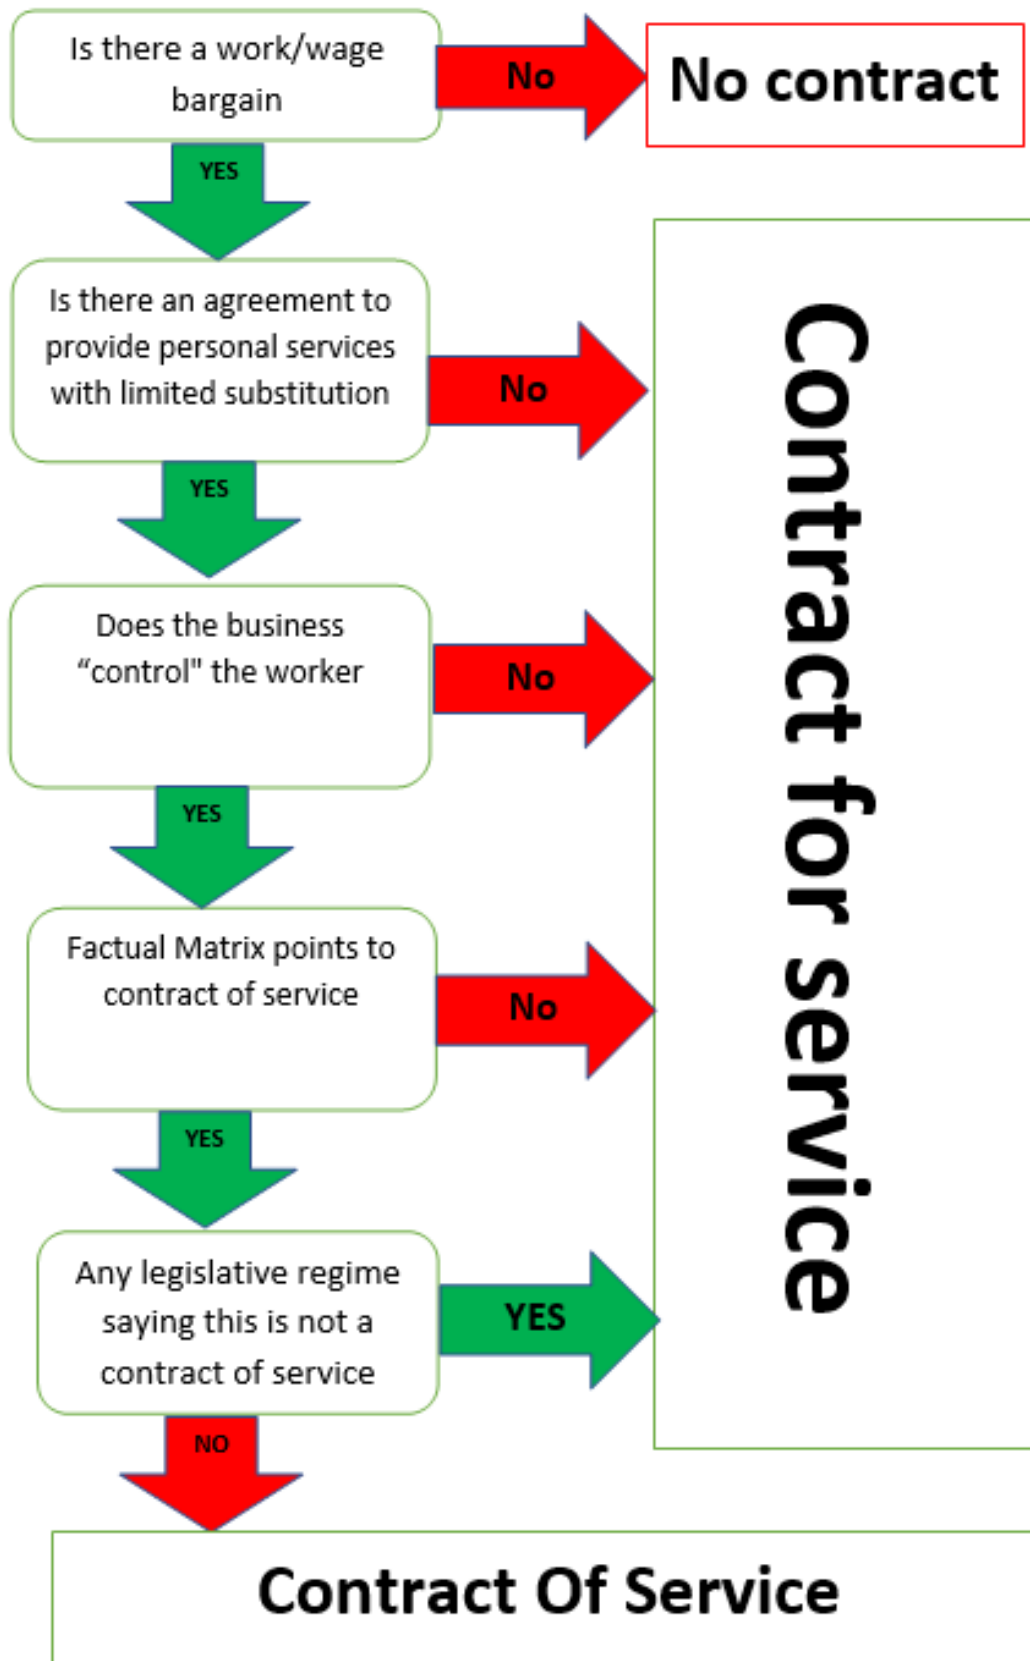 Is there a work/wage
bargain
No
No contract
YES
Is there an agreement to
provide personal services
with limited substitution
No
YES
Does the business
“control" the worker
No
YES
Factual Matrix points to
contract of service
No
YES
Any legislative regime
saying this is not a
contract of service
YES
NO
Contract for service
Contract Of Service